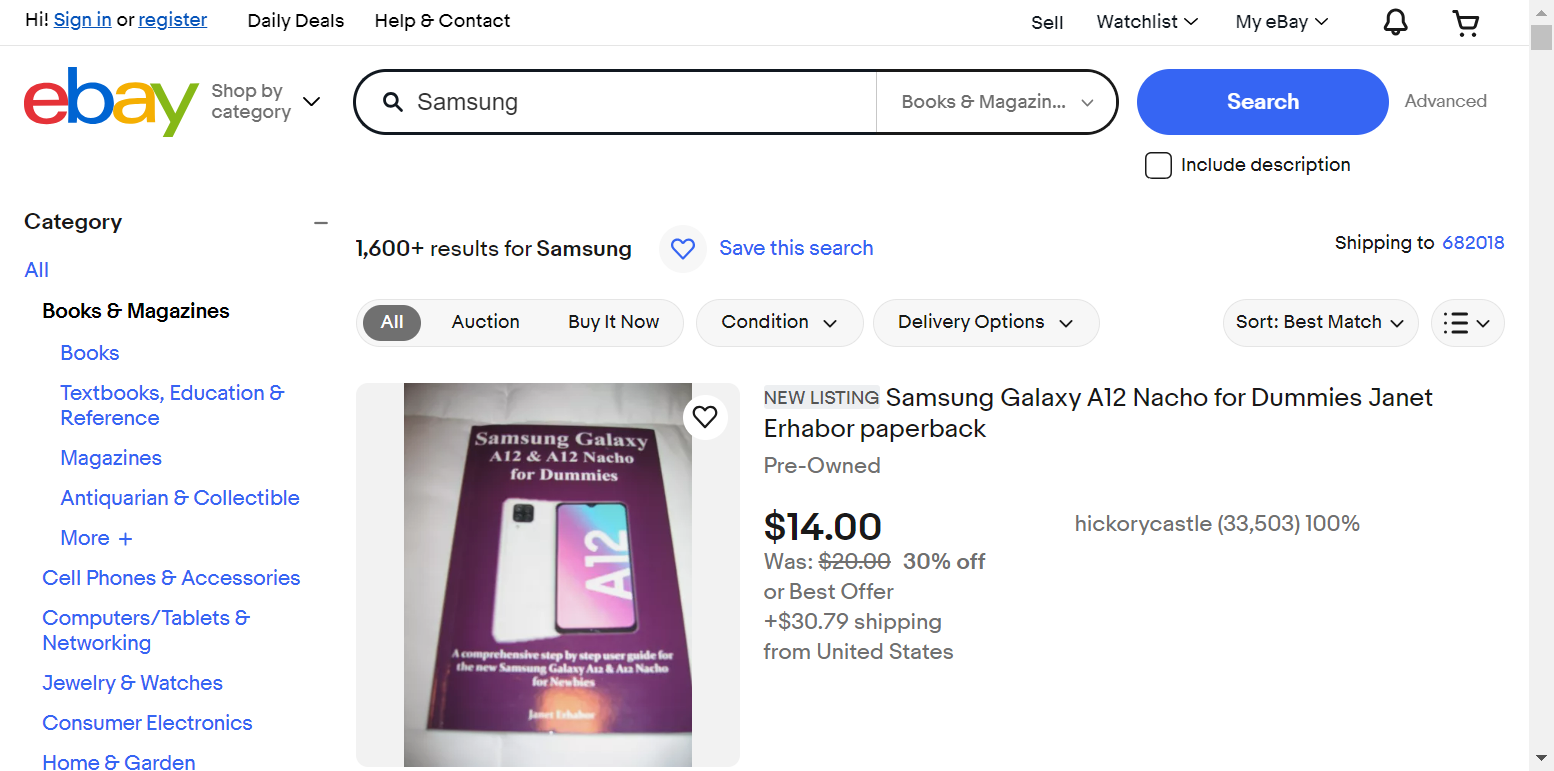 Hi! Sign in or register
Daily Deals
Help & Contact
Sell
Watchlist
My eBay
ebay
Shop by
category
Samsung
Books & Magazin...
Search
Advanced
Include description
Category
All
Books & Magazines
Books
Textbooks, Education &
Reference
Magazines
Antiquarian & Collectible
More +
Cell Phones & Accessories
Computers/Tablets &
Networking
Jewelry & Watches
Consumer Electronics
Home & Garden
1,600+ results for Samsung
Save this search
Shipping to 682018
All
Auction
Buy It Now
Condition
Delivery Options
Sort: Best Match
Samsung Galaxy
A12 & A12 Nacho
for Dummies
A12
A comprehensive step by step user guide for
the new Samsung Galaxy A12 & A12 Nacho
for Newbies
Janet Erhabor
NEW LISTING Samsung Galaxy A12 Nacho for Dummies Janet
Erhabor paperback
Pre-Owned
$14.00
Was: $20.00 30% off
or Best Offer
+$30.79 shipping
from United States
hickorycastle (33,503) 100%